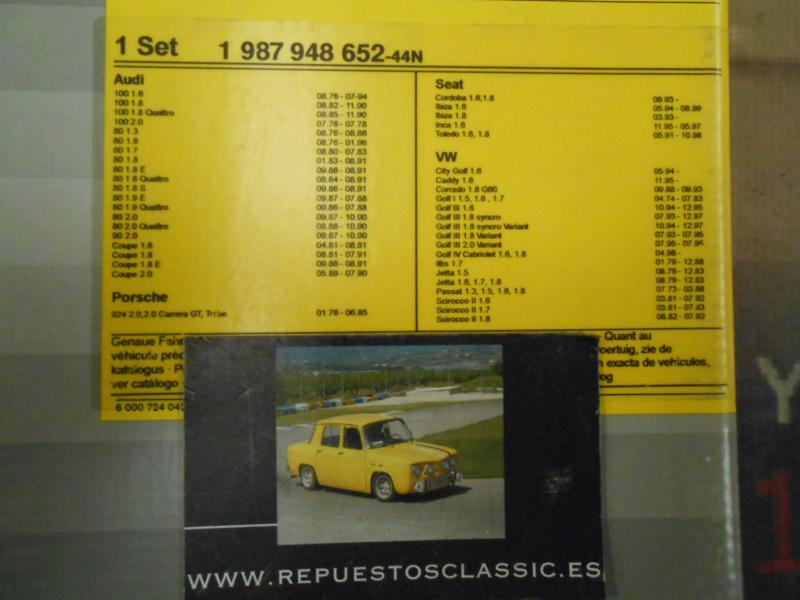 1 Set 1 987 948 652-44N
Audi
100 1.6 08.76 - 07-94
100 1.8 08.82 - 11.90
100 1.8 Quattro 08.85 - 11.90
100 2.0 07.76 - 07.78
80 1.3 08.76 - 08.86
80 1.6 08.76 - 01.96
80 1.7 08.80 - 07.83
80 1.8 01.83 - 08.91
80 1.8 E 09.86 - 08.91
80 1.8 Quattro 08.84 - 08.91
80 1.8 S 09.86 - 08.91
80 1.9 E 09.87 - 07.88
80 1.9 Quattro 09.86 - 07.88
80 2.0 09.87 - 10.90
80 2.0 Quattro 08.88 - 10.90
90 2.0 09.87 - 10.90
Coupe 1.6 04.81 - 08.81
Coupe 1.8 08.81 - 07.91
Coupe 1.8 E 09.86 - 08.91
Coupe 2.0 05.89 - 07.90
Porsche
924 2.0,2.0 Carrera GT, Turbo 01.76 - 06.85
Seat
Cordoba 1.6,1.8 09.93 -
Ibiza 1.6 05.94 - 08.99
Ibiza 1.8 03.93 -
Inca 1.6 11.95 - 05.97
Toledo 1.6, 1.8 05.91 - 10.98
VW
City Golf 1.6 05.94 -
Caddy 1.6 11.95 -
Corrado 1.8 G60 09.88 - 09.93
Golf I 1.5, 1.6 , 1.7 04.74 - 07.83
Golf III 1.6 10.94 - 12.95
Golf III 1.8 syncro 07.93 - 12.97
Golf III 1.8 syncro Variant 10.94 - 12.97
Golf III 1.8 Variant 07.93 - 07.95
Golf III 2.0 Variant 07.95 - 07.95
Golf IV Cabriolet 1.6, 1.8 04.98 -
Iltis 1.7 01.79 - 12.88
Jetta 1.5 08.79 - 12.83
Jetta 1.6, 1.7, 1.8 08.79 - 12.83
Passat 1.3, 1.5, 1.6, 1.8 07.73 - 03.88
Scirocco II 1.6 03.81 - 07.92
Scirocco II 1.7 03.81 - 07.83
Scirocco II 1.8 08.82 - 07.92
Genaue Fahr
véhicule préc
katalogus · P
ver catálogo
6 000 724 042
Quant au
voertuig, zie de
n exacta de vehículos,
og
Y
1
WWW.REPUESTOSCLASSIC.ES